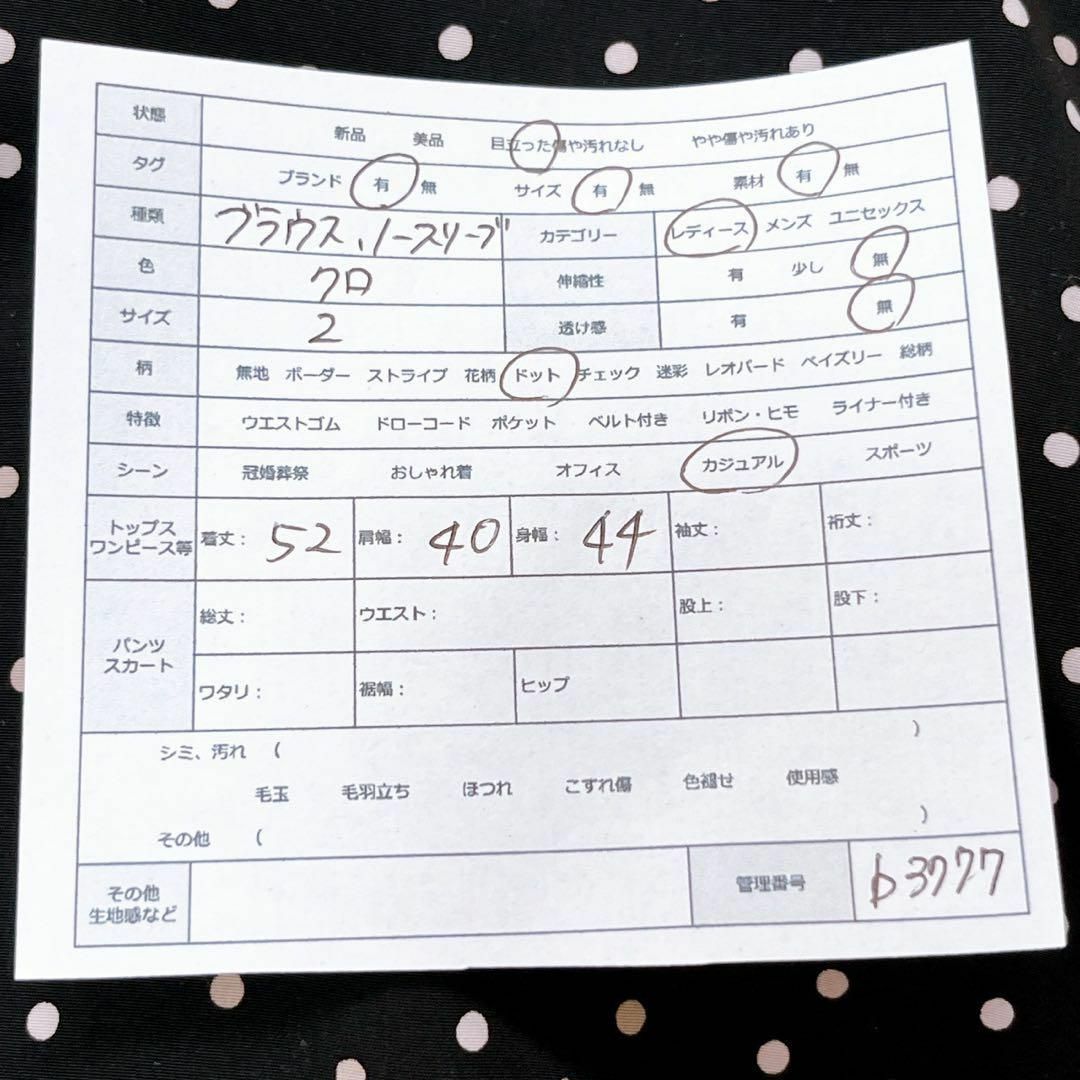 状態 新品 美品 目立った傷や汚れなし やや傷や汚れあり
タグ ブランド 有 無 サイズ 有 無 素材 有 無
種類 ブラウス、ノースリーブ カテゴリー レディース メンズ ユニセックス
色 クロ 伸縮性 有 少し 無
サイズ 2 透け感 有 無
柄 無地 ボーダー ストライプ 花柄 ドット チェック 迷彩 レオパード ペイズリー 総柄
特徴 ウエストゴム ドローコード ポケット ベルト付き リボン・ヒモ ライナー付き
シーン 冠婚葬祭 おしゃれ着 オフィス カジュアル スポーツ
トップス
ワンピース等 着丈: 52 肩幅: 40 身幅: 44 袖丈: 裄丈:
パンツ
スカート 総丈: ウエスト: 股上: 股下:
ワタリ: 裾幅: ヒップ
シミ、汚れ ( )
毛玉 毛羽立ち ほつれ こすれ傷 色褪せ 使用感
その他 ( )
その他
生地感など 管理番号 b3777